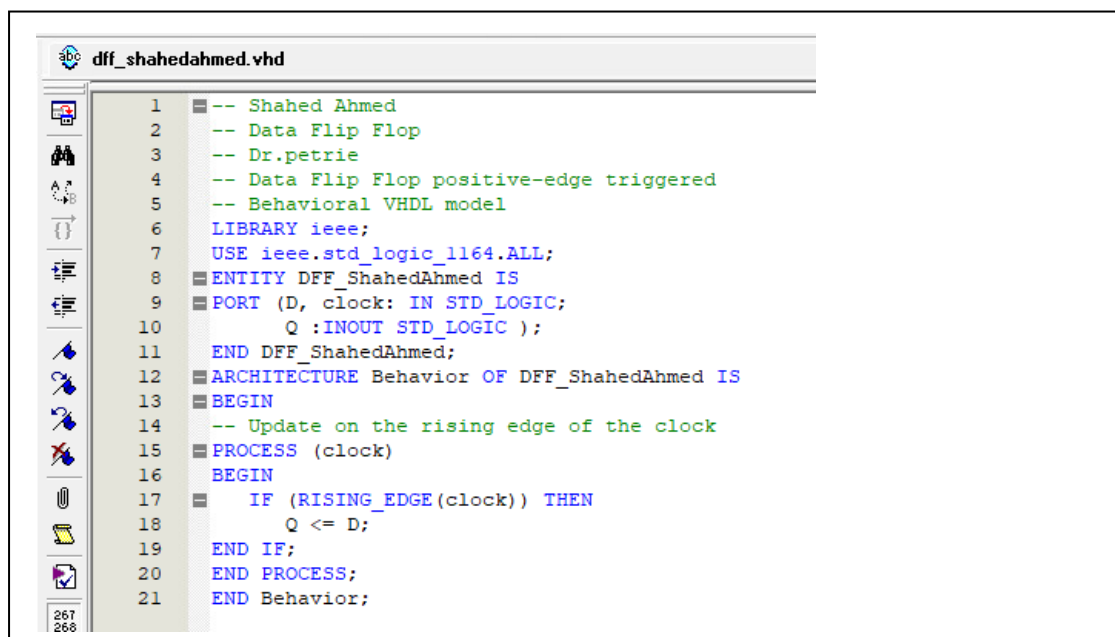 dff_shahedahmed.vhd
1 -- Shahed Ahmed
2 -- Data Flip Flop
3 -- Dr.petrie
4 -- Data Flip Flop positive-edge triggered
5 -- Behavioral VHDL model
6 LIBRARY ieee;
7 USE ieee.std_logic_1164.ALL;
8 ENTITY DFF_ShahedAhmed IS
9 PORT (D, clock: IN STD_LOGIC;
10 Q :INOUT STD_LOGIC );
11 END DFF_ShahedAhmed;
12 ARCHITECTURE Behavior OF DFF_ShahedAhmed IS
13 BEGIN
14 -- Update on the rising edge of the clock
15 PROCESS (clock)
16 BEGIN
17 IF (RISING_EDGE(clock)) THEN
18 Q <= D;
19 END IF;
20 END PROCESS;
21 END Behavior;
abc
A
B
{}
267
268